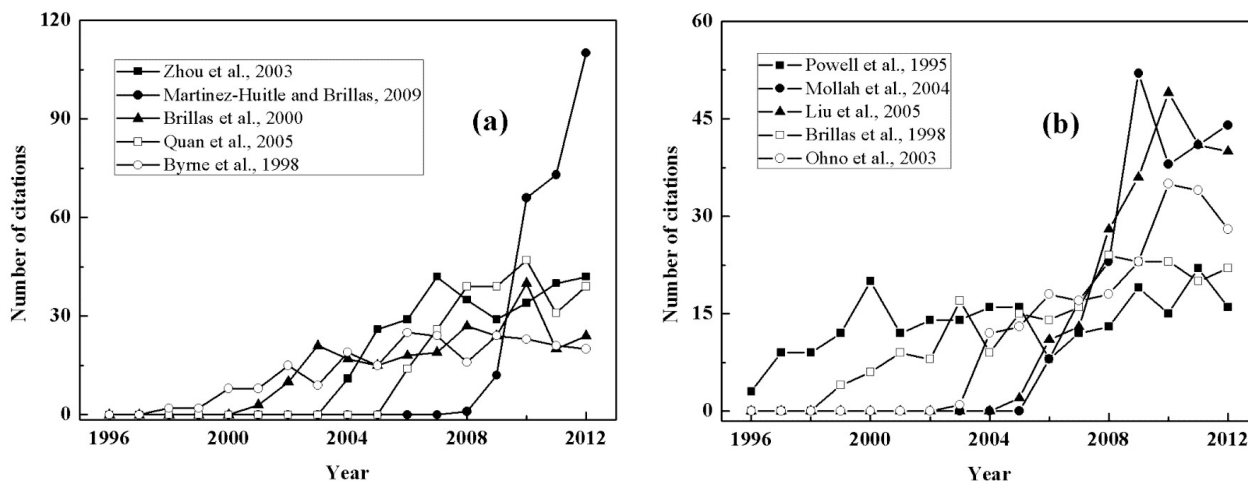 120
90
60
30
0
Number of citations
Zhou et al., 2003
Martinez-Huitle and Brillas, 2009
Brillas et al., 2000
Quan et al., 2005
Byrne et al., 1998
(a)
1996 2000 2004 2008 2012
Year
60
45
30
15
0
Number of citations
Powell et al., 1995
Mollah et al., 2004
Liu et al., 2005
Brillas et al., 1998
Ohno et al., 2003
(b)
1996 2000 2004 2008 2012
Year